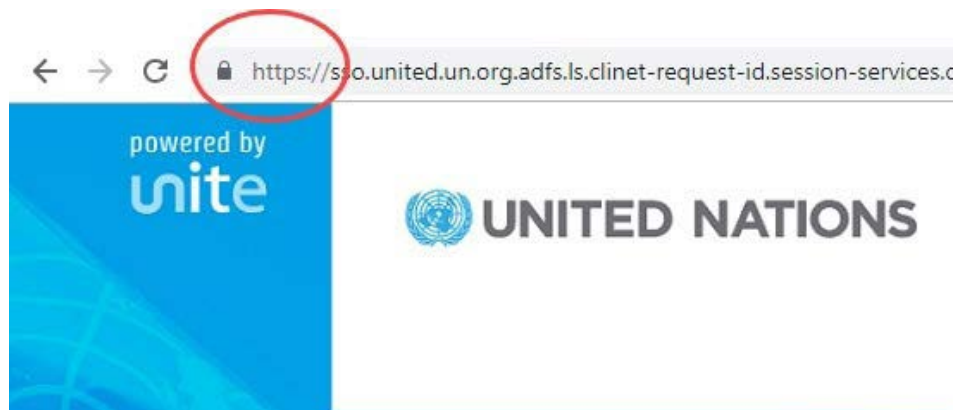 https://sso.united.un.org.adfs.ls.clinet-request-id.session-services.c
powered by
unite
UNITED NATIONS